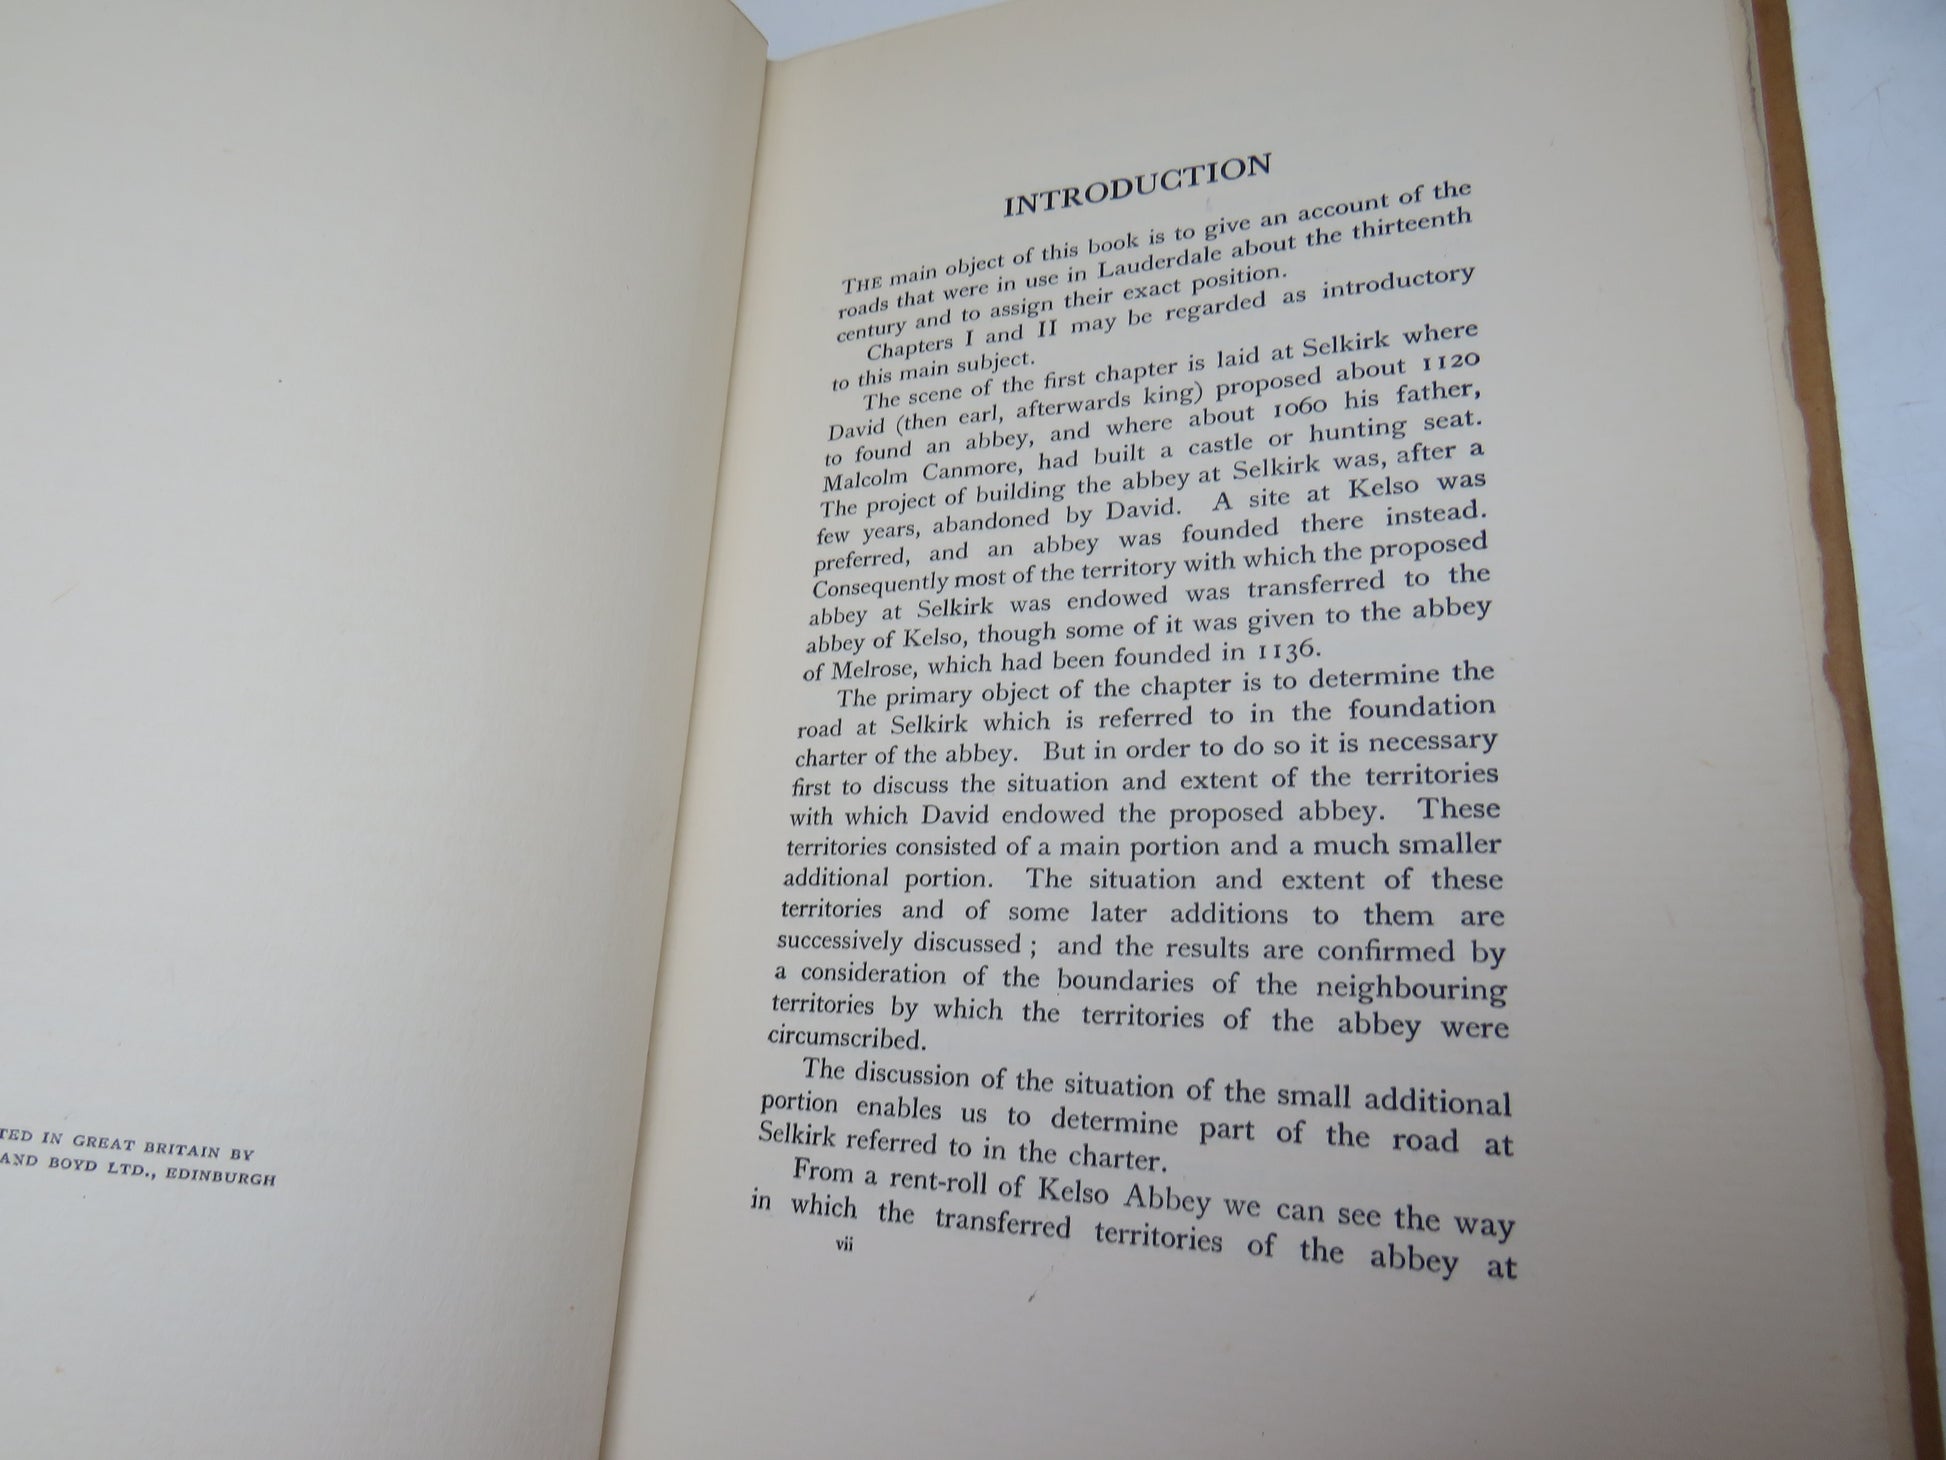 TED IN GREAT BRITAIN BY
AND BOYD LTD., EDINBURGH
INTRODUCTION
THE main object of this book is to give an account of the
roads that were in use in Lauderdale about the thirteenth
century and to assign their exact position.
Chapters I and II may be regarded as introductory
to this main subject.
The scene of the first chapter is laid at Selkirk where
David (then earl, afterwards king) proposed about 1120
to found an abbey, and where about 1060 his father,
Malcolm Canmore, had built a castle or hunting seat.
The project of building the abbey at Selkirk was, after a
few years, abandoned by David. A site at Kelso was
preferred, and an abbey was founded there instead.
Consequently most of the territory with which the proposed
abbey at Selkirk was endowed was transferred to the
abbey of Kelso, though some of it was given to the abbey
of Melrose, which had been founded in 1136.
The primary object of the chapter is to determine the
road at Selkirk which is referred to in the foundation
charter of the abbey. But in order to do so it is necessary
first to discuss the situation and extent of the territories
with which David endowed the proposed abbey. These
territories consisted of a main portion and a much smaller
additional portion. The situation and extent of these
territories and of some later additions to them are
successively discussed ; and the results are confirmed by
a consideration of the boundaries of the neighbouring
territories by which the territories of the abbey were
circumscribed.
The discussion of the situation of the small additional
portion enables us to determine part of the road at
Selkirk referred to in the charter.
From a rent-roll of Kelso Abbey we can see the way
in which the transferred territories of the abbey at
vii